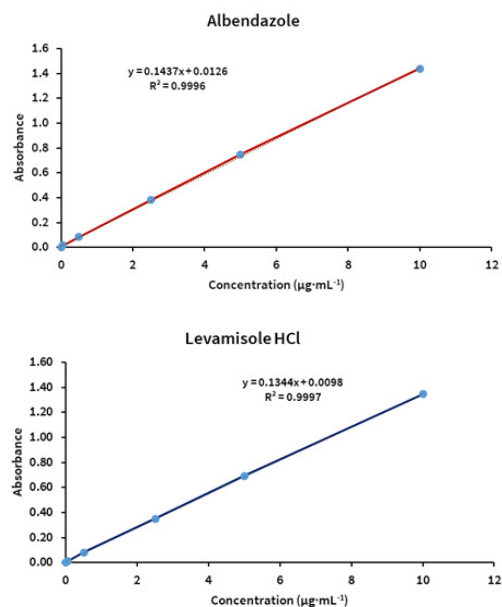 Albendazole
y = 0.1437x + 0.0126
R² = 0.9996
Absorbance
1.6
1.4
1.2
1.0
0.8
0.6
0.4
0.2
0.0
0 2 4 6 8 10 12
Concentration (µg·mL⁻¹)
Levamisole HCl
y = 0.1344x + 0.0098
R² = 0.9997
Absorbance
1.60
1.40
1.20
1.00
0.80
0.60
0.40
0.20
0.00
0 2 4 6 8 10 12
Concentration (µg·mL⁻¹)